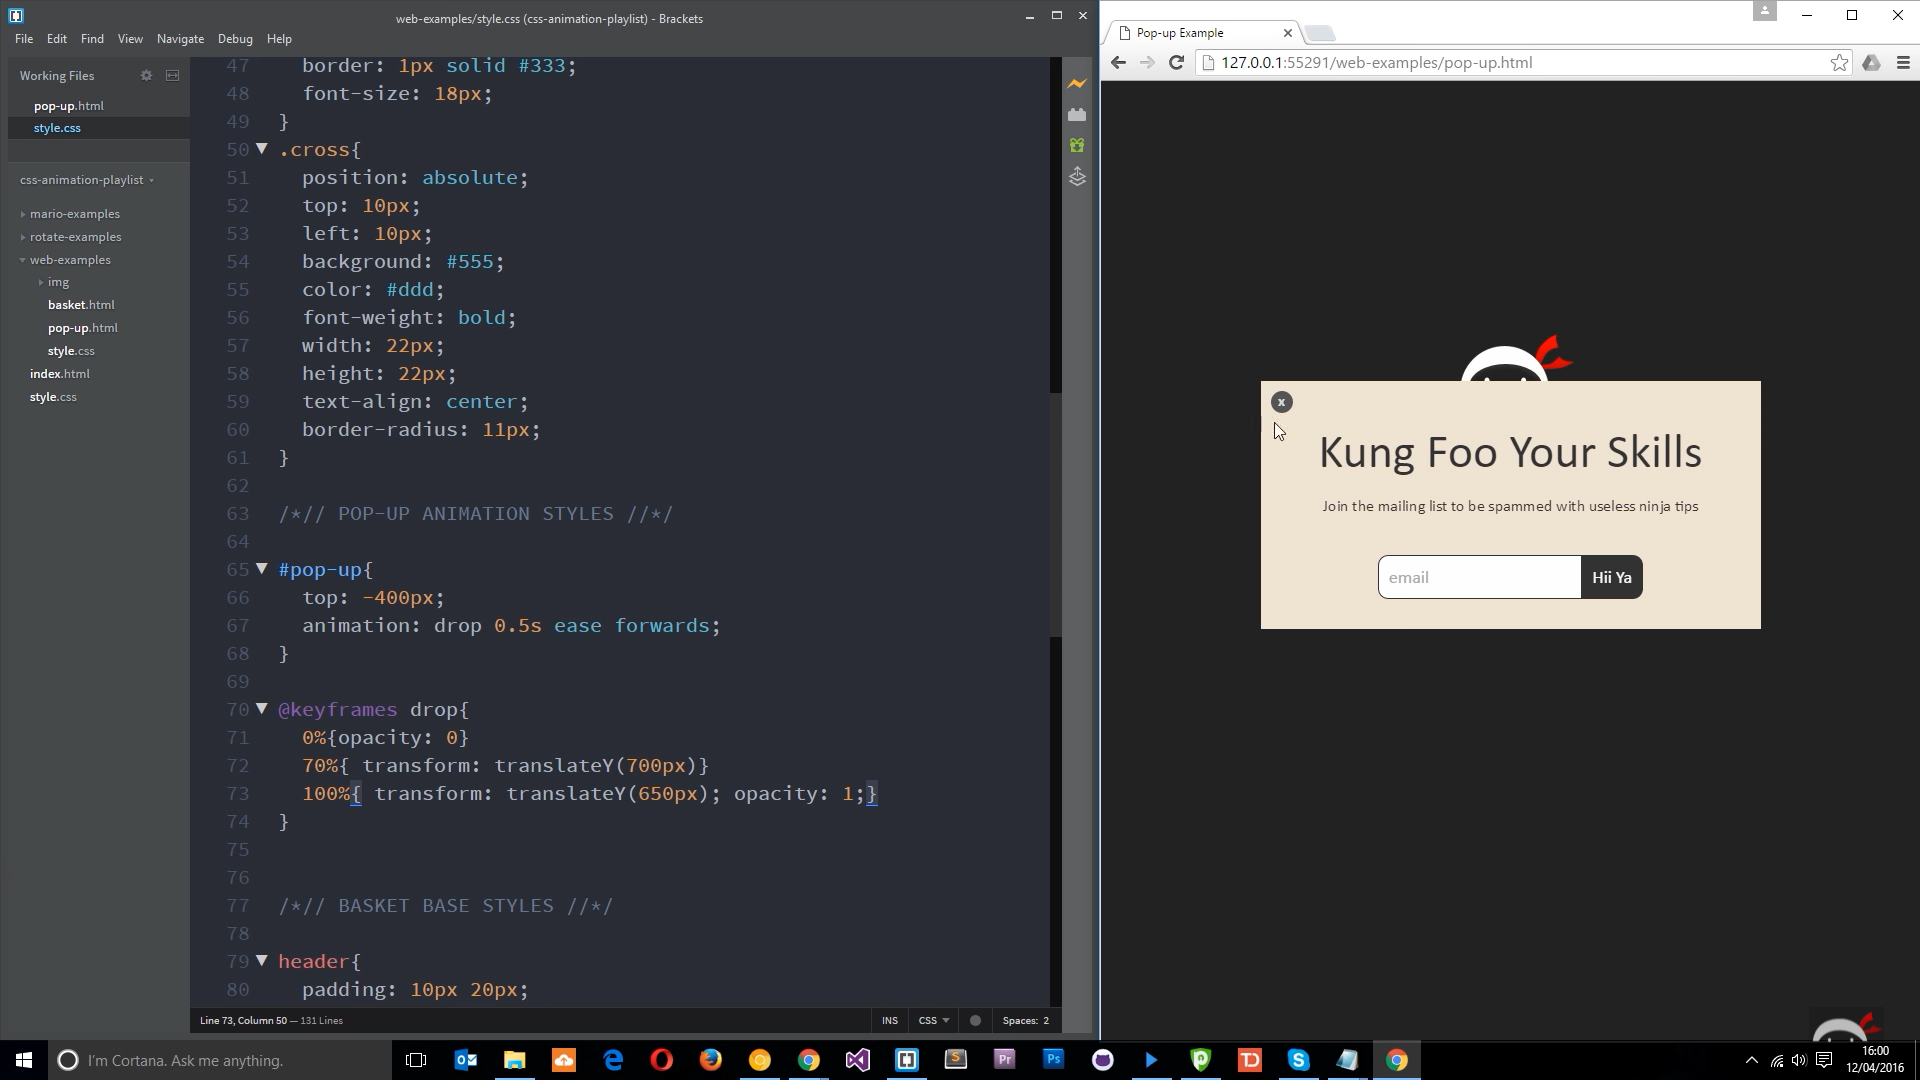 web-examples/style.css (css-animation-playlist) - Brackets
File Edit Find View Navigate Debug Help
Working Files
pop-up.html
style.css
css-animation-playlist
mario-examples
rotate-examples
web-examples
img
basket.html
pop-up.html
style.css
index.html
style.css
47 border: 1px solid #333;
48 font-size: 18px;
49 }
50 .cross{
51 position: absolute;
52 top: 10px;
53 left: 10px;
54 background: #555;
55 color: #ddd;
56 font-weight: bold;
57 width: 22px;
58 height: 22px;
59 text-align: center;
60 border-radius: 11px;
61 }
62
63 /*// POP-UP ANIMATION STYLES //*/
64
65 #pop-up{
66 top: -400px;
67 animation: drop 0.5s ease forwards;
68 }
69
70 @keyframes drop{
71 0%{opacity: 0}
72 70%{ transform: translateY(700px)}
73 100%{ transform: translateY(650px); opacity: 1;}
74 }
75
76
77 /*// BASKET BASE STYLES //*/
78
79 header{
80 padding: 10px 20px;
Line 73, Column 50 — 131 Lines
INS CSS Spaces: 2
Pop-up Example
127.0.0.1:55291/web-examples/pop-up.html
x
Kung Foo Your Skills
Join the mailing list to be spammed with useless ninja tips
email Hii Ya
I'm Cortana. Ask me anything.
S Pr Ps TD S
16:00
12/04/2016